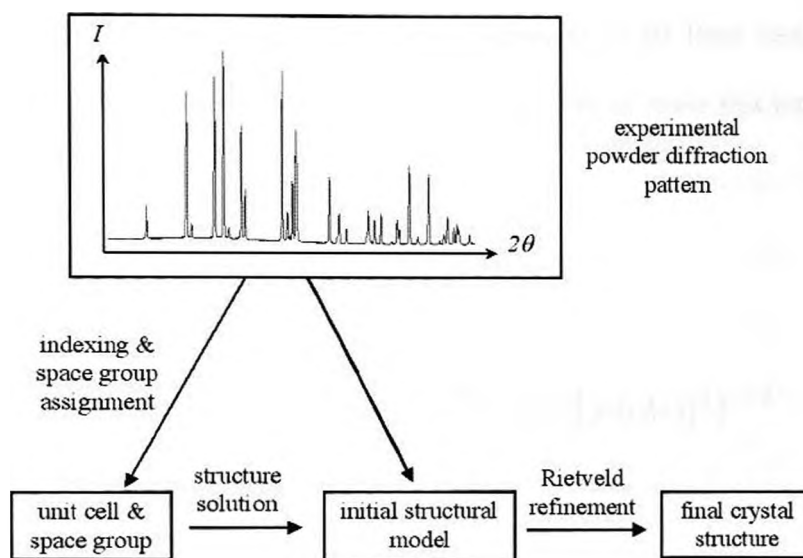 I
2θ
experimental
powder diffraction
pattern
indexing &
space group
assignment
structure
solution
Rietveld
refinement
unit cell &
space group
initial structural
model
final crystal
structure